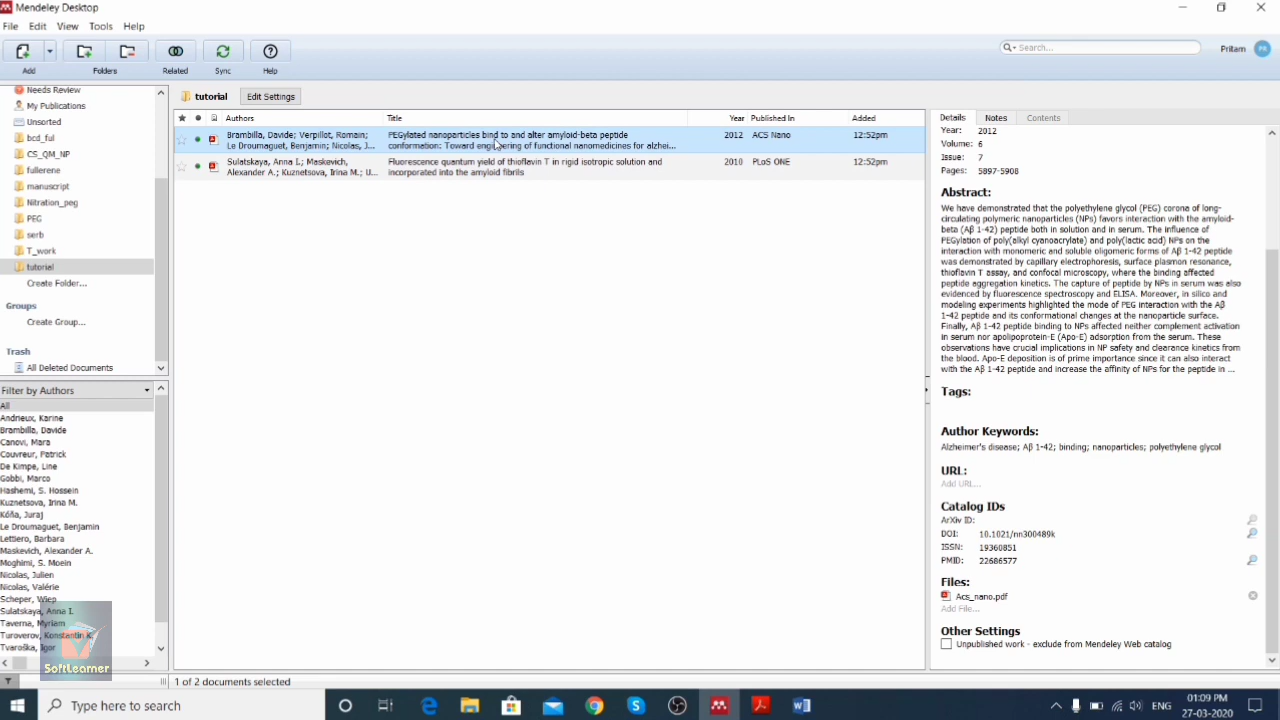 Mendeley Desktop
File Edit View Tools Help
Search...
Pritam
PR
Add Folders Related Sync Help
Needs Review
My Publications
Unsorted
bcd_ful
CS_QM_NP
fullerene
manuscript
Nitration_peg
PEG
serb
T_work
tutorial
Create Folder...
Groups
Create Group...
Trash
All Deleted Documents
Filter by Authors
All
Andrieux, Karine
Brambilla, Davide
Canovi, Mara
Couvreur, Patrick
De Kimpe, Line
Gobbi, Marco
Hashemi, S. Hossein
Kuznetsova, Irina M.
Kóňa, Juraj
Le Droumaguet, Benjamin
Lettiero, Barbara
Maskevich, Alexander A.
Moghimi, S. Moein
Nicolas, Julien
Nicolas, Valérie
Scheper, Wiep
Sulatskaya, Anna I.
Taverna, Myriam
Turoverov, Konstantin K.
Tvaroška, Igor
SoftLearner
tutorial Edit Settings
Authors Title Year Published In Added
Brambilla, Davide; Verpillot, Romain; PEGylated nanoparticles bind to and alter amyloid-beta peptide 2012 ACS Nano 12:52pm
Le Droumaguet, Benjamin; Nicolas, J... conformation: Toward engineering of functional nanomedicines for alzhei...
Sulatskaya, Anna I.; Maskevich, Fluorescence quantum yield of thioflavin T in rigid isotropic solution and 2010 PLoS ONE 12:52pm
Alexander A.; Kuznetsova, Irina M.; U... incorporated into the amyloid fibrils
1 of 2 documents selected
Details Notes Contents
Year: 2012
Volume: 6
Issue: 7
Pages: 5897-5908
Abstract:
We have demonstrated that the polyethylene glycol (PEG) corona of long-
circulating polymeric nanoparticles (NPs) favors interaction with the amyloid-
beta (Aβ 1-42) peptide both in solution and in serum. The influence of
PEGylation of poly(alkyl cyanoacrylate) and poly(lactic acid) NPs on the
interaction with monomeric and soluble oligomeric forms of Aβ 1-42 peptide
was demonstrated by capillary electrophoresis, surface plasmon resonance,
thioflavin T assay, and confocal microscopy, where the binding affected
peptide aggregation kinetics. The capture of peptide by NPs in serum was also
evidenced by fluorescence spectroscopy and ELISA. Moreover, in silico and
modeling experiments highlighted the mode of PEG interaction with the Aβ
1-42 peptide and its conformational changes at the nanoparticle surface.
Finally, Aβ 1-42 peptide binding to NPs affected neither complement activation
in serum nor apolipoprotein-E (Apo-E) adsorption from the serum. These
observations have crucial implications in NP safety and clearance kinetics from
the blood. Apo-E deposition is of prime importance since it can also interact
with the Aβ 1-42 peptide and increase the affinity of NPs for the peptide in ...
Tags:
Author Keywords:
Alzheimer's disease; Aβ 1-42; binding; nanoparticles; polyethylene glycol
URL:
Add URL...
Catalog IDs
ArXiv ID:
DOI: 10.1021/nn300489k
ISSN: 19360851
PMID: 22686577
Files:
Acs_nano.pdf
Add File...
Other Settings
Unpublished work - exclude from Mendeley Web catalog
Type here to search
ENG
01:09 PM
27-03-2020